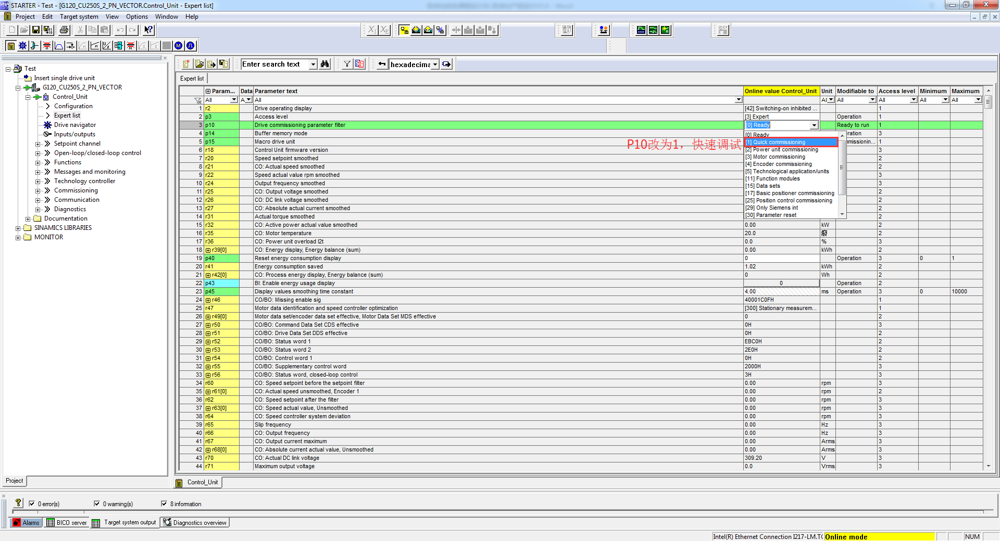 STARTER - Test - [G120_CU250S_2_PN_VECTOR.Control_Unit - Expert list]
Project Edit Target system View Options Window Help
Enter search text
hexadecima
Test
Insert single drive unit
G120_CU250S_2_PN_VECTOR
Control_Unit
Configuration
Expert list
Drive navigator
Inputs/outputs
Setpoint channel
Open-loop/closed-loop control
Functions
Messages and monitoring
Technology controller
Commissioning
Communication
Diagnostics
Documentation
SINAMICS LIBRARIES
MONITOR
Project
Expert list
Param... Data Parameter text Online value Control_Unit Unit Modifiable to Access level Minimum Maximum
All A All Al All All All All
1 r2 Drive operating display [42] Switching-on inhibited ... 1
2 p3 Access level [3] Expert Operation 1
3 p10 Drive commissioning parameter filter [0] Ready Ready to run 1
4 p14 Buffer memory mode eration 3
5 p15 Macro drive unit mmissionin... 1
6 r18 Control Unit firmware version 3
7 r20 Speed setpoint smoothed 2
8 r21 CO: Actual speed smoothed 2
9 r22 Speed actual value rpm smoothed 3
10 r24 Output frequency smoothed 3
11 r25 CO: Output voltage smoothed 2
12 r26 CO: DC link voltage smoothed 2
13 r27 CO: Absolute actual current smoothed 2
14 r31 Actual torque smoothed 2
15 r32 CO: Active power actual value smoothed 0.00 kW 2
16 r35 CO: Motor temperature 20.0 2
17 r36 CO: Power unit overload I2t 0.0 % 3
18 r39[0] CO: Energy display, Energy balance (sum) 0.00 kWh 2
19 p40 Reset energy consumption display 0 Operation 3 0 1
20 r41 Energy consumption saved 1.02 kWh 2
21 r42[0] CO: Process energy display, Energy balance (sum) 0 Wh 2
22 p43 BI: Enable energy usage display 0 Operation 2
23 p45 Display values smoothing time constant 4.00 ms Operation 3 0 10000
24 r46 CO/BO: Missing enable sig 40001C0FH 1
25 r47 Motor data identification and speed controller optimization [300] Stationary measurem... 1
26 r49[0] Motor data set/encoder data set effective, Motor Data Set MDS effective 0 2
27 r50 CO/BO: Command Data Set CDS effective 0H 3
28 r51 CO/BO: Drive Data Set DDS effective 0H 2
29 r52 CO/BO: Status word 1 EBC0H 2
30 r53 CO/BO: Status word 2 2E0H 2
31 r54 CO/BO: Control word 1 0H 2
32 r55 CO/BO: Supplementary control word 2000H 3
33 r56 CO/BO: Status word, closed-loop control 3H 3
34 r60 CO: Speed setpoint before the setpoint filter 0.00 rpm 3
35 r61[0] CO: Actual speed unsmoothed, Encoder 1 0.00 rpm 2
36 r62 CO: Speed setpoint after the filter 0.00 rpm 3
37 r63[0] CO: Speed actual value, Unsmoothed 0.00 rpm 3
38 r64 CO: Speed controller system deviation 0.00 rpm 3
39 r65 Slip frequency 0.00 Hz 3
40 r66 CO: Output frequency 0.00 Hz 3
41 r67 CO: Output current maximum 0.00 Arms 3
42 r68[0] CO: Absolute current actual value, Unsmoothed 0.00 Arms 3
43 r70 CO: Actual DC link voltage 309.20 V 3
44 r71 Maximum output voltage 0.0 Vrms 3
[0] Ready
[1] Quick commissioning
[2] Power unit commissioning
[3] Motor commissioning
[4] Encoder commissioning
[5] Technological application/units
[11] Function modules
[15] Data sets
[17] Basic positioner commissioning
[25] Position control commissioning
[29] Only Siemens int
[30] Parameter reset
P10改为1，快速调试
Control_Unit
0 error(s) 0 warning(s) 8 information
Alarms BICO server Target system output Diagnostics overview
Intel(R) Ethernet Connection I217-LM.TC Online mode NUM